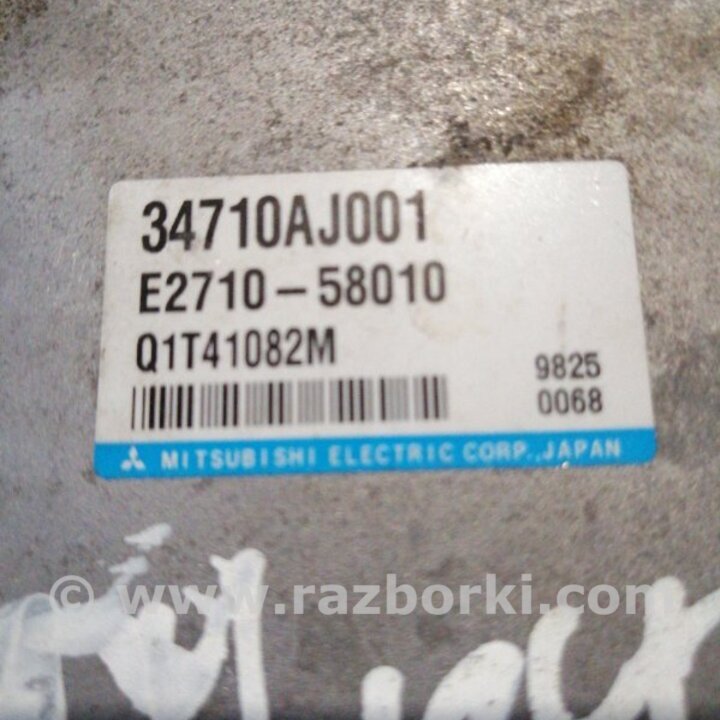 34710AJ001
E2710-58010
Q1T41082M
9825
0068
MITSUBISHI ELECTRIC CORP.,JAPAN
© www.razborki.com